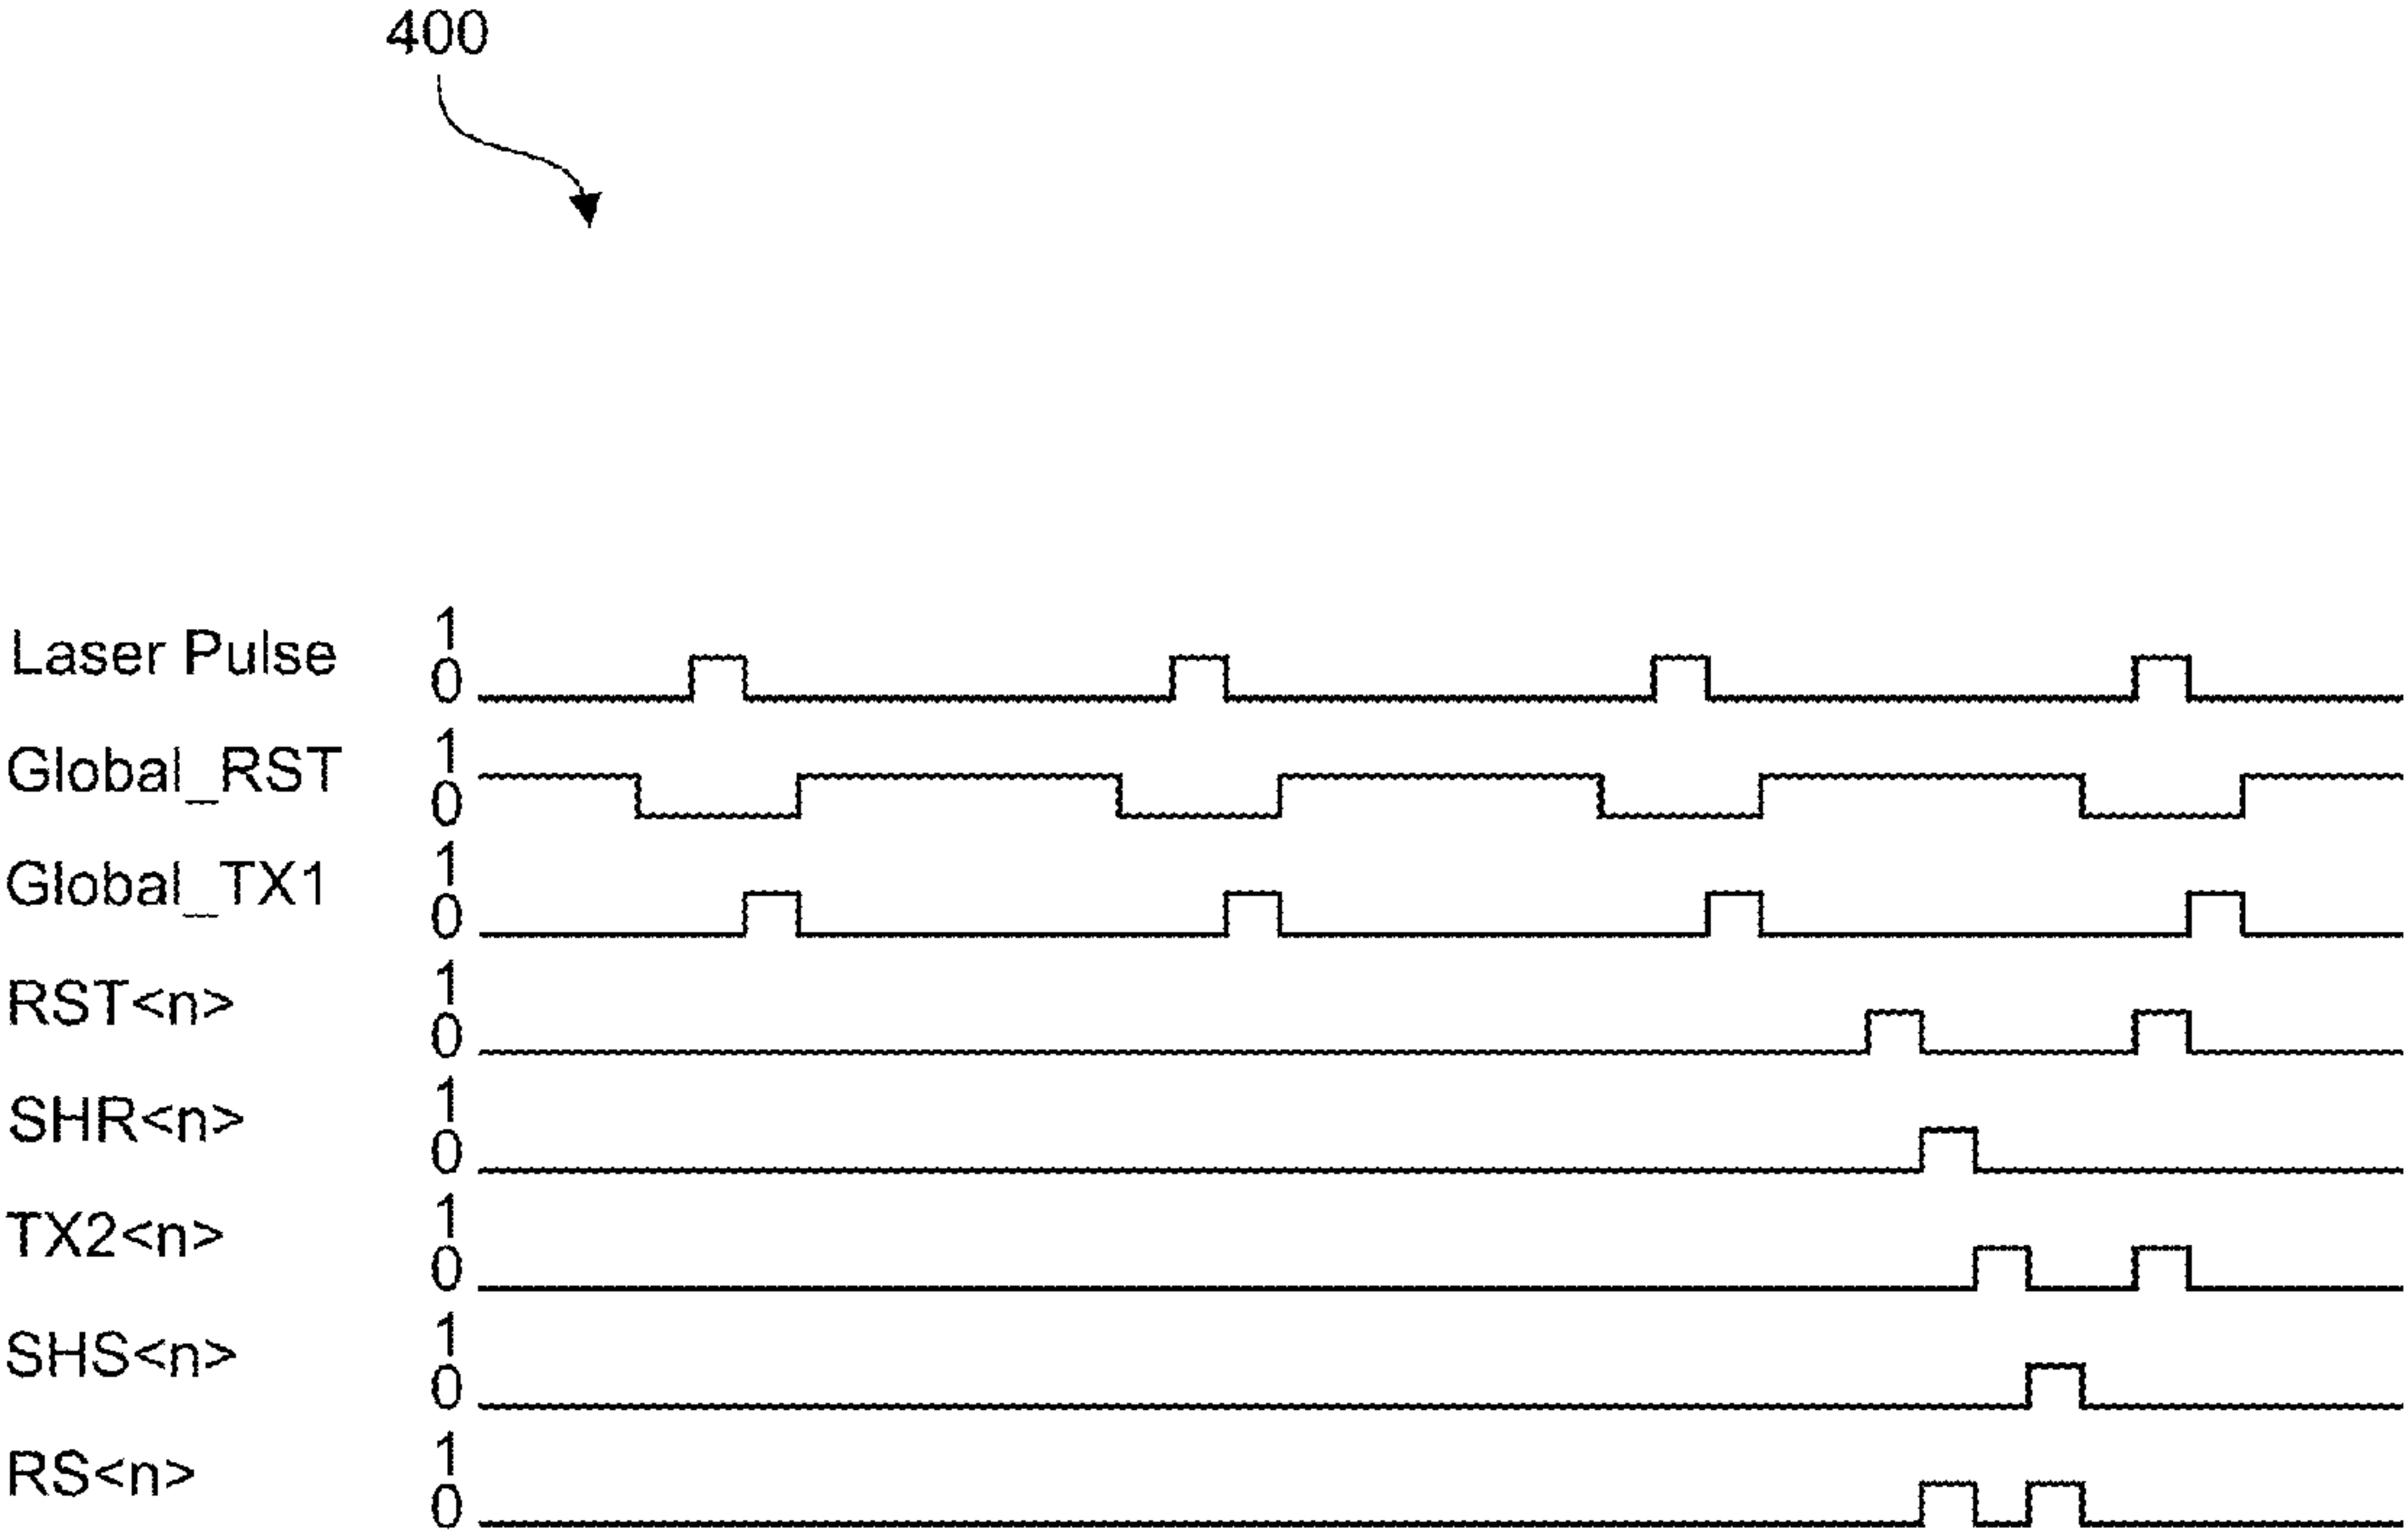 400
Laser Pulse 1 0
Global_RST 1 0
Global_TX1 1 0
RST<n> 1 0
SHR<n> 1 0
TX2<n> 1 0
SHS<n> 1 0
RS<n> 1 0